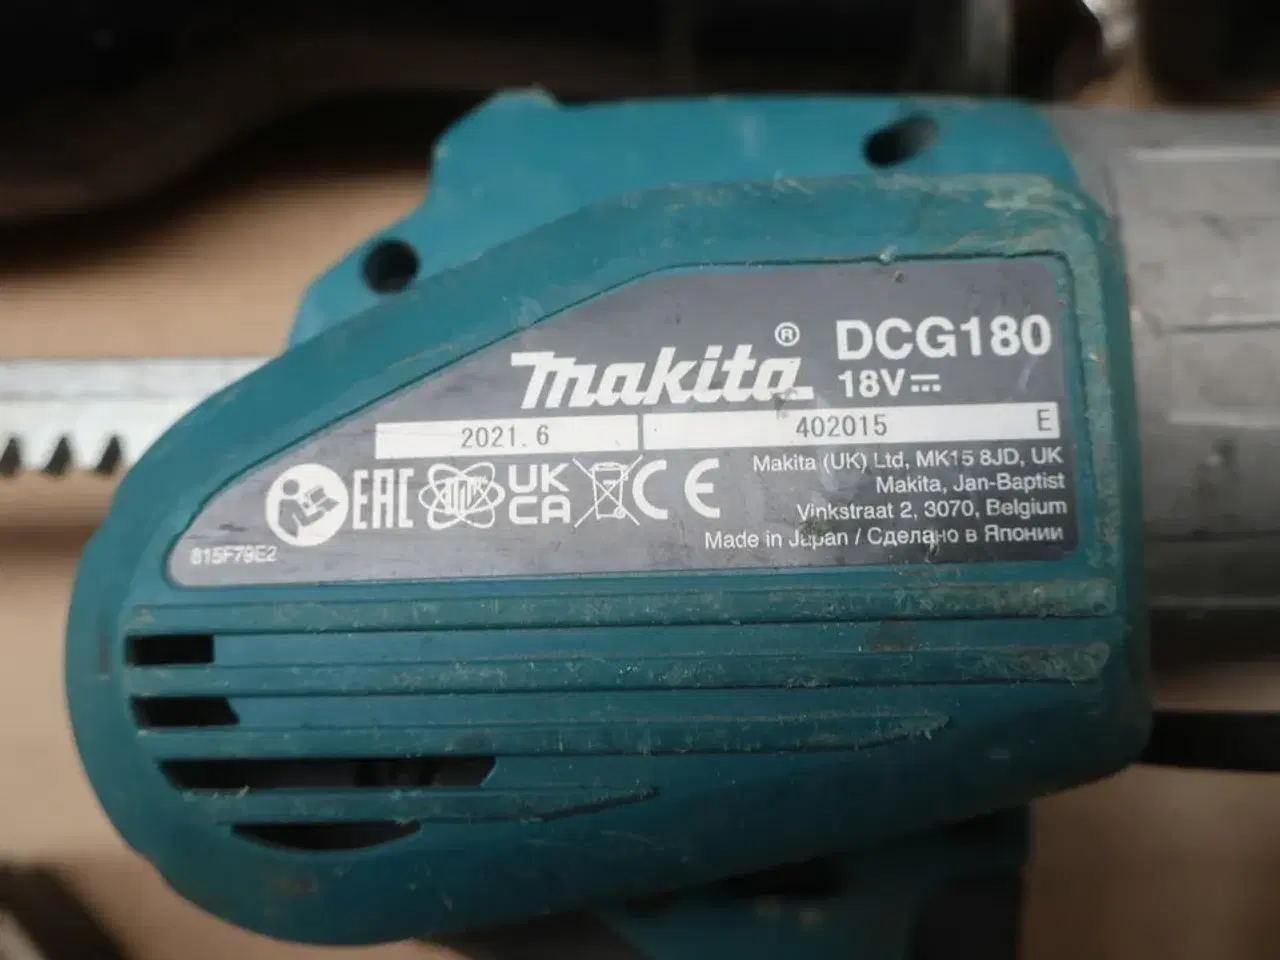 makita® DCG180
18V
2021.6 402015 E
EAC UK CA CE
Makita (UK) Ltd, MK15 8JD, UK
Makita, Jan-Baptist
Vinkstraat 2, 3070, Belgium
Made in Japan / Сделано в Японии
815F79E2